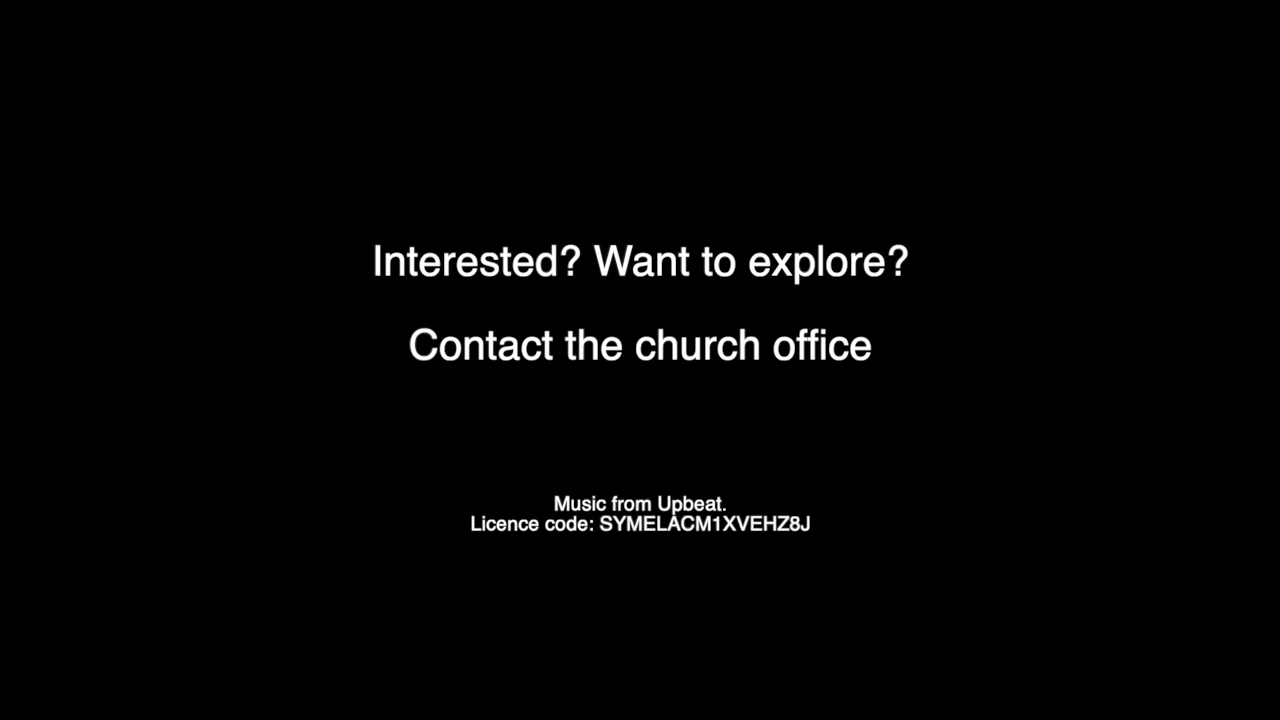 Interested? Want to explore?
Contact the church office
Music from Upbeat.
Licence code: SYMELACM1XVEHZ8J